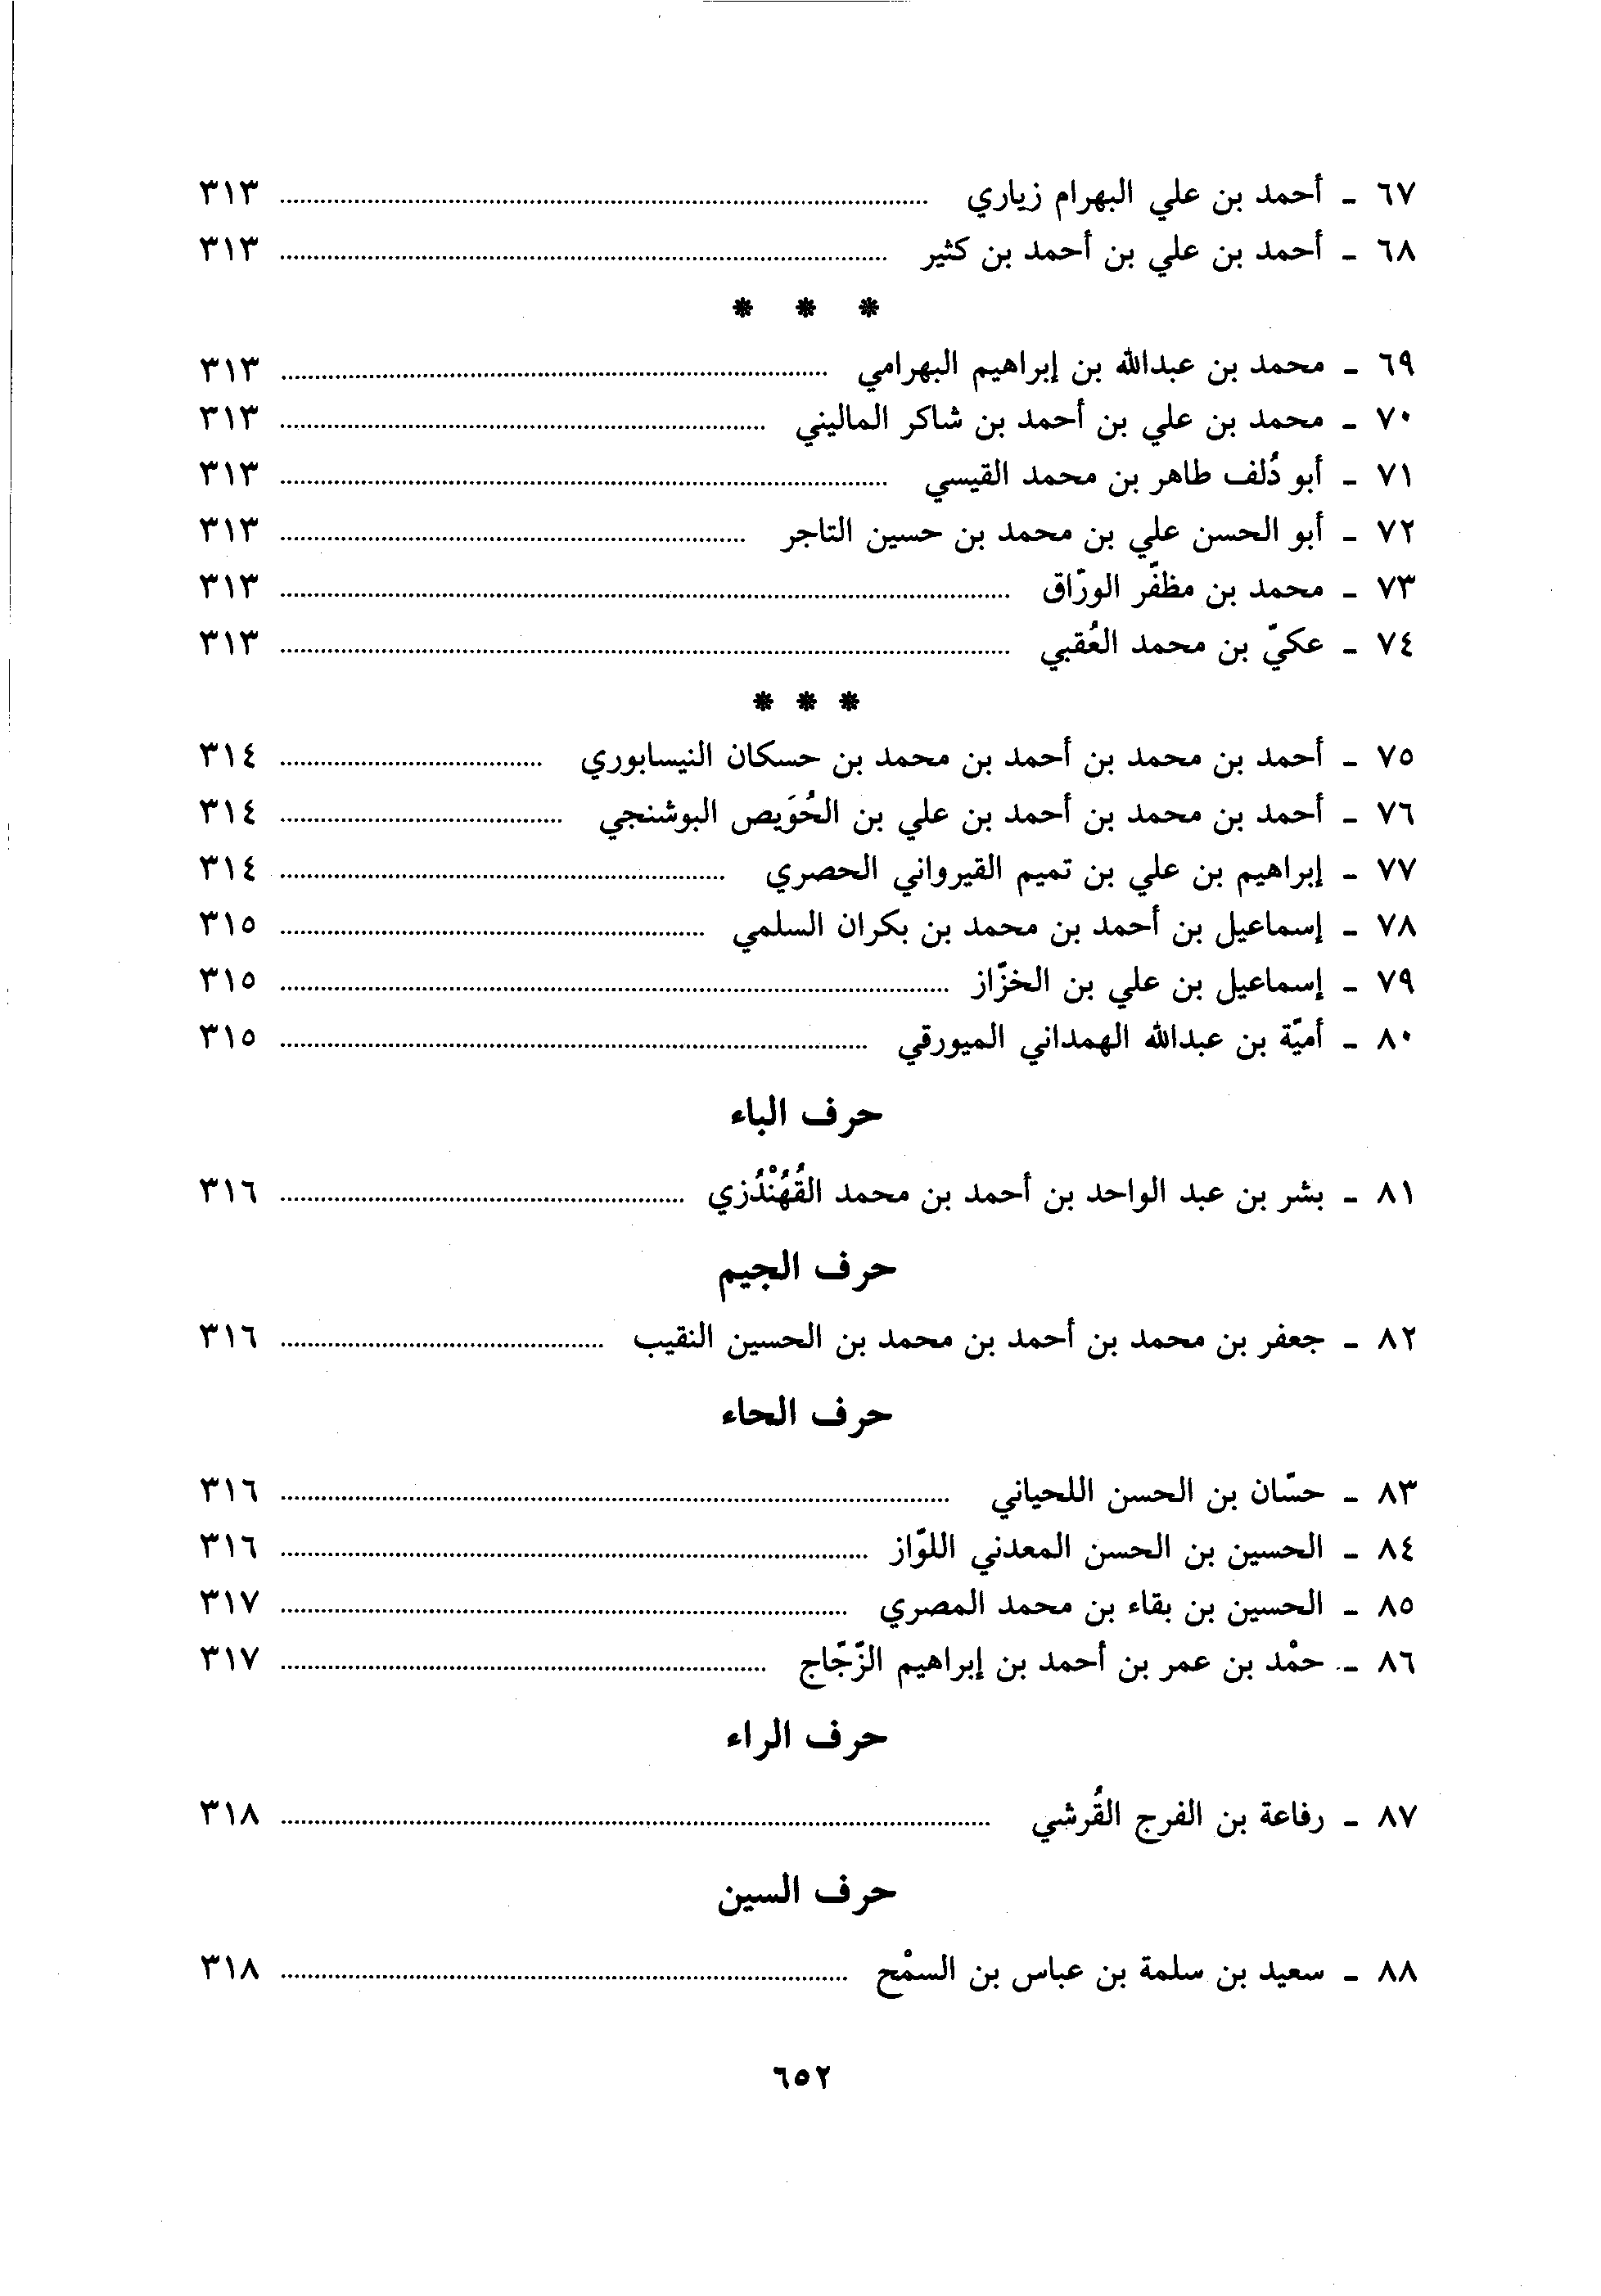 ٦٧ - أحمد بن علي البهرام زياري ........ ٣١٣
٦٨ - أحمد بن علي بن أحمد بن كثير ........ ٣١٣
* * *
٦٩ - محمد بن عبدالله بن إبراهيم البهرامي ........ ٣١٣
٧٠ - محمد بن علي بن أحمد بن شاكر الماليني ........ ٣١٣
٧١ - أبو دُلف طاهر بن محمد القيسي ........ ٣١٣
٧٢ - أبو الحسن علي بن محمد بن حسين التاجر ........ ٣١٣
٧٣ - محمد بن مظفّر الورّاق ........ ٣١٣
٧٤ - عكيّ بن محمد العُقبي ........ ٣١٣
* * *
٧٥ - أحمد بن محمد بن أحمد بن محمد بن حسكان النيسابوري ........ ٣١٤
٧٦ - أحمد بن محمد بن أحمد بن علي بن الحُوَيص البوشنجي ........ ٣١٤
٧٧ - إبراهيم بن علي بن تميم القيرواني الحصري ........ ٣١٤
٧٨ - إسماعيل بن أحمد بن محمد بن بكران السلمي ........ ٣١٥
٧٩ - إسماعيل بن علي بن الخزّاز ........ ٣١٥
٨٠ - أميّة بن عبدالله الهمداني الميورقي ........ ٣١٥
حرف الباء
٨١ - بشر بن عبد الواحد بن أحمد بن محمد القُهُنْدُزي ........ ٣١٦
حرف الجيم
٨٢ - جعفر بن محمد بن أحمد بن محمد بن الحسين النقيب ........ ٣١٦
حرف الحاء
٨٣ - حسّان بن الحسن اللحياني ........ ٣١٦
٨٤ - الحسين بن الحسن المعدني اللوّاز ........ ٣١٦
٨٥ - الحسين بن بقاء بن محمد المصري ........ ٣١٧
٨٦ - حمْد بن عمر بن أحمد بن إبراهيم الزّجّاج ........ ٣١٧
حرف الراء
٨٧ - رفاعة بن الفرج القُرشي ........ ٣١٨
حرف السين
٨٨ - سعيد بن سلمة بن عباس بن السمْح ........ ٣١٨
٦٥٢